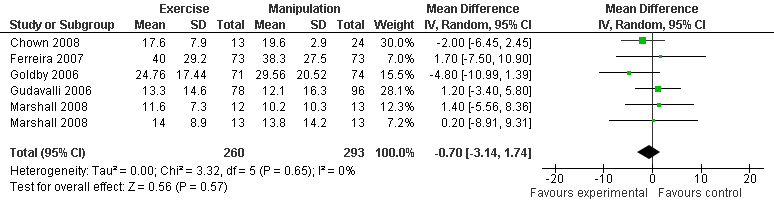 Exercise Manipulation Mean Difference Mean Difference
Study or Subgroup Mean SD Total Mean SD Total Weight IV, Random, 95% CI IV, Random, 95% CI
Chown 2008 17.6 7.9 13 19.6 2.9 24 30.0% -2.00 [-6.45, 2.45]
Ferreira 2007 40 29.2 73 38.3 27.5 73 7% 1.70 [-7.50, 10.90]
Goldby 2006 24.76 17.44 71 29.56 20.52 74 15% -4.80 [-10.99, 1.39]
Gudavalli 2006 13.3 14.6 78 12.1 16.3 96 28% 1.20 [-3.40, 5.80]
Marshall 2008 11.6 7.3 12 10.2 10.3 13 12% 1.40 [-5.56, 8.36]
Marshall 2008 14 8.9 13 13.8 14.2 13 7% 0.20 [-8.91, 9.31]
Total (95% CI) 260 293 100.0% -0.70 [-3.14, 1.74]
Heterogeneity: Tau² = 0.00; Chi² = 3.32, df = 5 (P = 0.65); I² = 0%
Test for overall effect: Z = 0.56 (P = 0.57)
-20 -10 0 10 20
Favours experimental Favours control